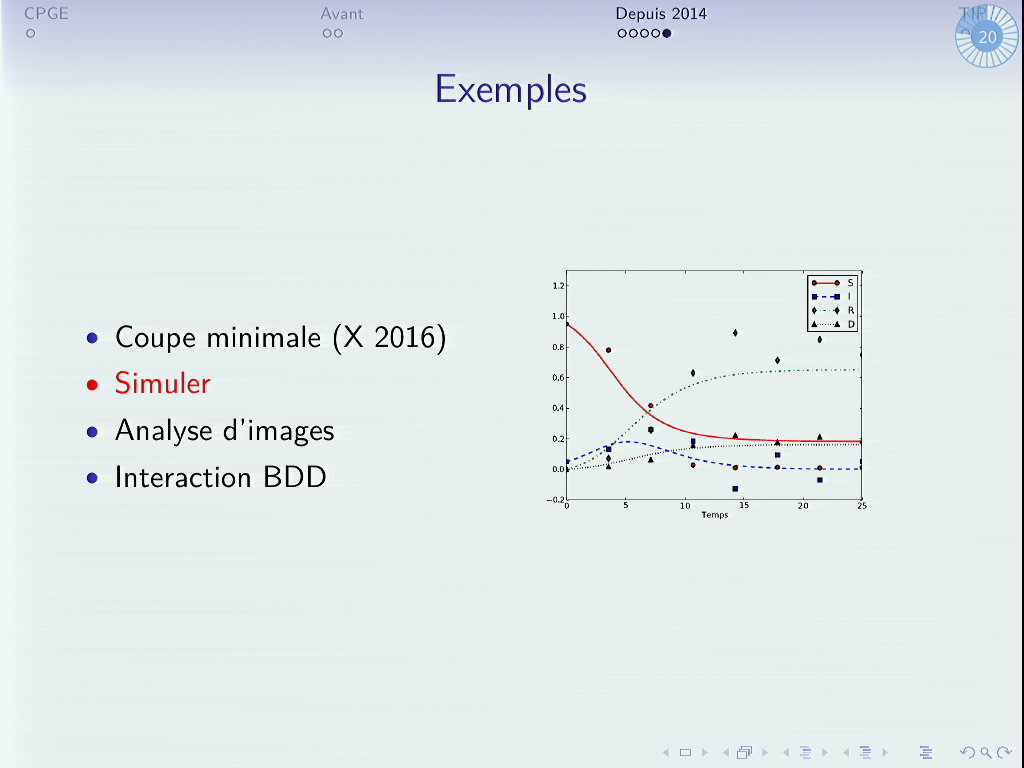 CPGE Avant Depuis 2014 TIPE
20
Exemples
Coupe minimale (X 2016)
Simuler
Analyse d'images
Interaction BDD
S
I
R
D
1.2
1.0
0.8
0.6
0.4
0.2
0.0
−0.2
0 5 10 15 20 25
Temps